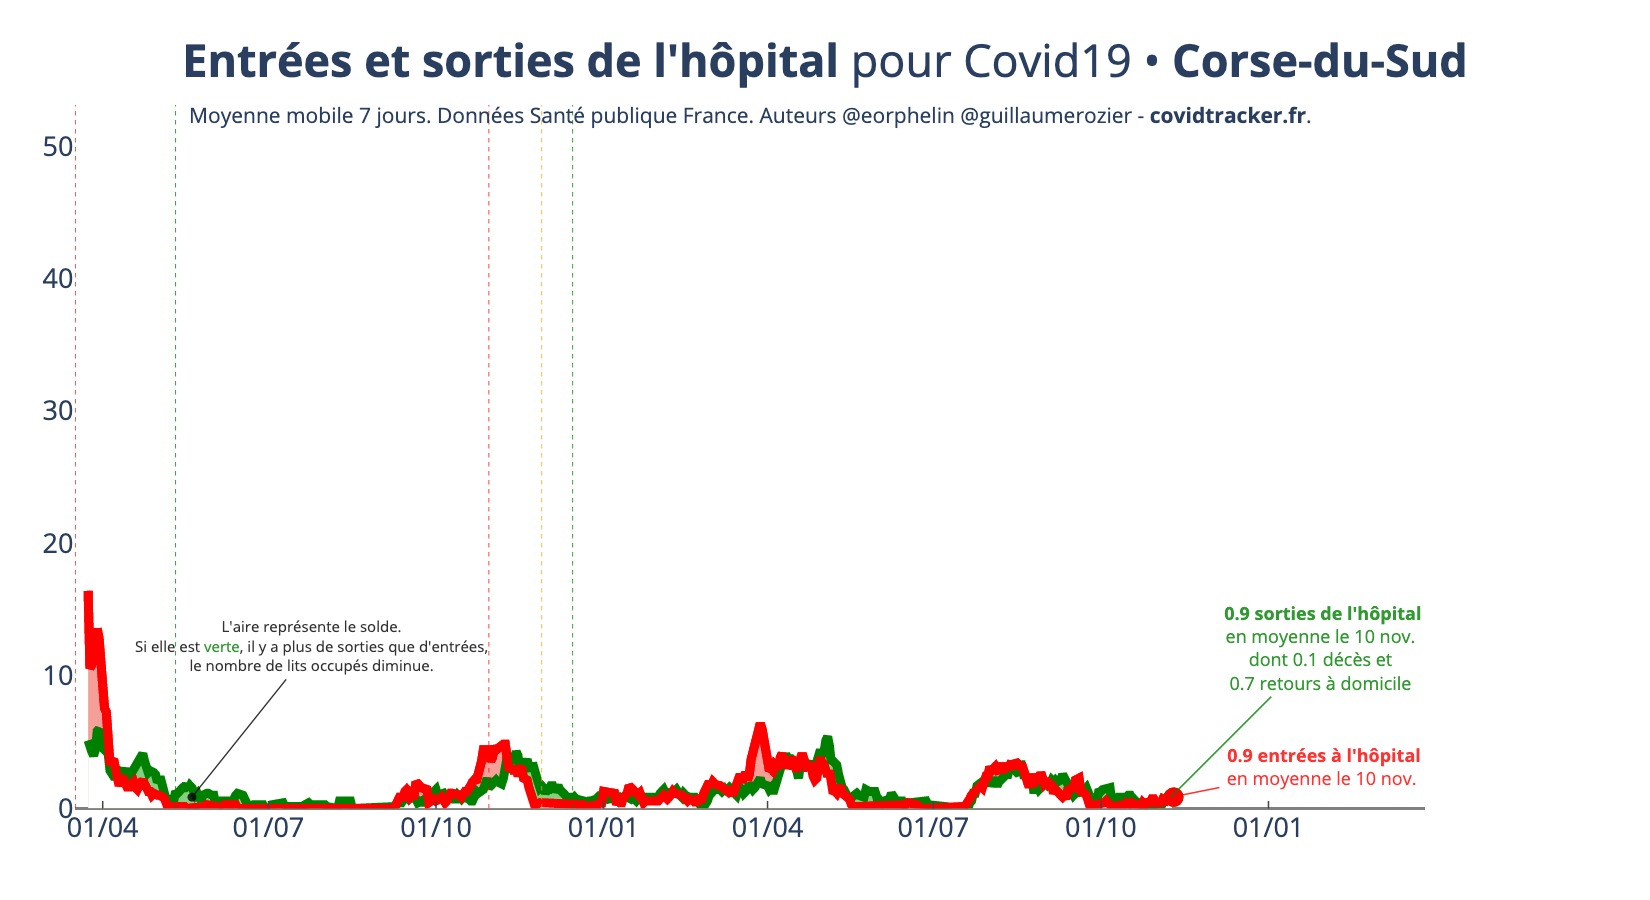 Entrées et sorties de l'hôpital pour Covid19 • Corse-du-Sud
Moyenne mobile 7 jours. Données Santé publique France. Auteurs @eorphelin @guillaumerozier - covidtracker.fr.
50
40
30
20
10
0
L'aire représente le solde.
Si elle est verte, il y a plus de sorties que d'entrées,
le nombre de lits occupés diminue.
0.9 sorties de l'hôpital
en moyenne le 10 nov.
dont 0.1 décès et
0.7 retours à domicile
0.9 entrées à l'hôpital
en moyenne le 10 nov.
01/04 01/07 01/10 01/01 01/04 01/07 01/10 01/01